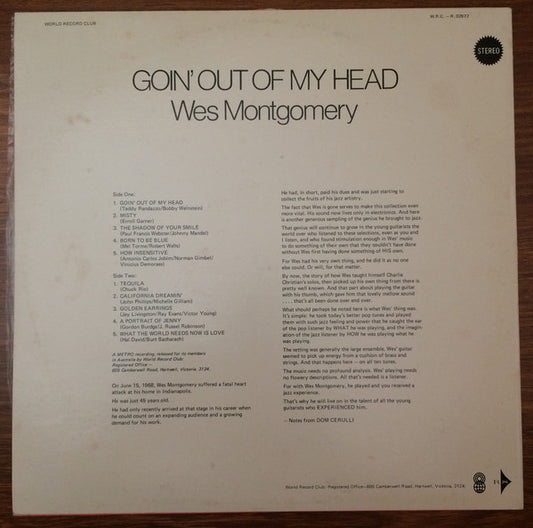 WORLD RECORD CLUB
W.R.C. – R.02672
STEREO
GOIN' OUT OF MY HEAD
Wes Montgomery
Side One:
1. GOIN' OUT OF MY HEAD
(Teddy Randazzo/Bobby Weinstein)
2. MISTY
(Erroll Garner)
3. THE SHADOW OF YOUR SMILE
(Paul Francis Webster/Johnny Mandel)
4. BORN TO BE BLUE
(Mel Torme/Robert Wells)
5. HOW INSENSITIVE
(Antonio Carlos Jobim/Norman Gimbel/
Vinicius Demoraes)
Side Two:
1. TEQUILA
(Chuck Rio)
2. CALIFORNIA DREAMIN'
(John Phillips/Michelle Gilliam)
3. GOLDEN EARRINGS
(Jay Livingston/Ray Evans/Victor Young)
4. A PORTRAIT OF JENNY
(Gordon Burdge/J. Russel Robinson)
5. WHAT THE WORLD NEEDS NOW IS LOVE
(Hal David/Burt Bacharach)
A METRO recording, released for its members
in Australia by World Record Club:
Registered Office –
605 Camberwell Road, Hartwell, Victoria, 3124.
On June 15, 1968, Wes Montgomery suffered a fatal heart
attack at his home in Indianapolis.
He was just 45 years old.
He had only recently arrived at that stage in his career when
he could count on an expanding audience and a growing
demand for his work.
He had, in short, paid his dues and was just starting to
collect the fruits of his jazz artistry.
The fact that Wes is gone serves to make this collection even
more vital. His sound now lives only in electronics. And here
is another generous sampling of the genius he brought to jazz.
That genius will continue to grow in the young guitarists the
world over who listened to these selections, even as you and
I listen, and who found stimulation enough in Wes' music
to do something of their own that they wouldn't have done
without Wes first having done something of HIS own.
For Wes had his very own thing, and he did it as no one
else could. Or will, for that matter.
By now, the story of how Wes taught himself Charlie
Christian's solos, then picked up his own thing from there is
pretty well known. And that part about playing the guitar
with his thumb, which gave him that lovely mellow sound
. . . that's all been done over and over.
What should perhaps be noted here is what Wes' thing was.
It's simple: he took today's better pop tunes and played
them with such jazz feeling and power that he caught the ear
of the pop listener by WHAT he was playing, and the imagin-
ation of the jazz listener by HOW he was playing what he
was playing.
The setting was generally the large ensemble. Wes' guitar
seemed to pick up energy from a cushion of brass and
strings. And that happens here – on all ten tunes.
The music needs no profound analysis. Wes' playing needs
no flowery descriptions. All that's needed is a listener.
For with Wes Montgomery, he played and you received a
jazz experience.
That's why he will live on in the talent of all the young
guitarists who EXPERIENCED him.
– Notes from DOM CERULLI
World Record Club: Registered Office–605 Camberwell Road, Hartwell, Victoria, 3124.